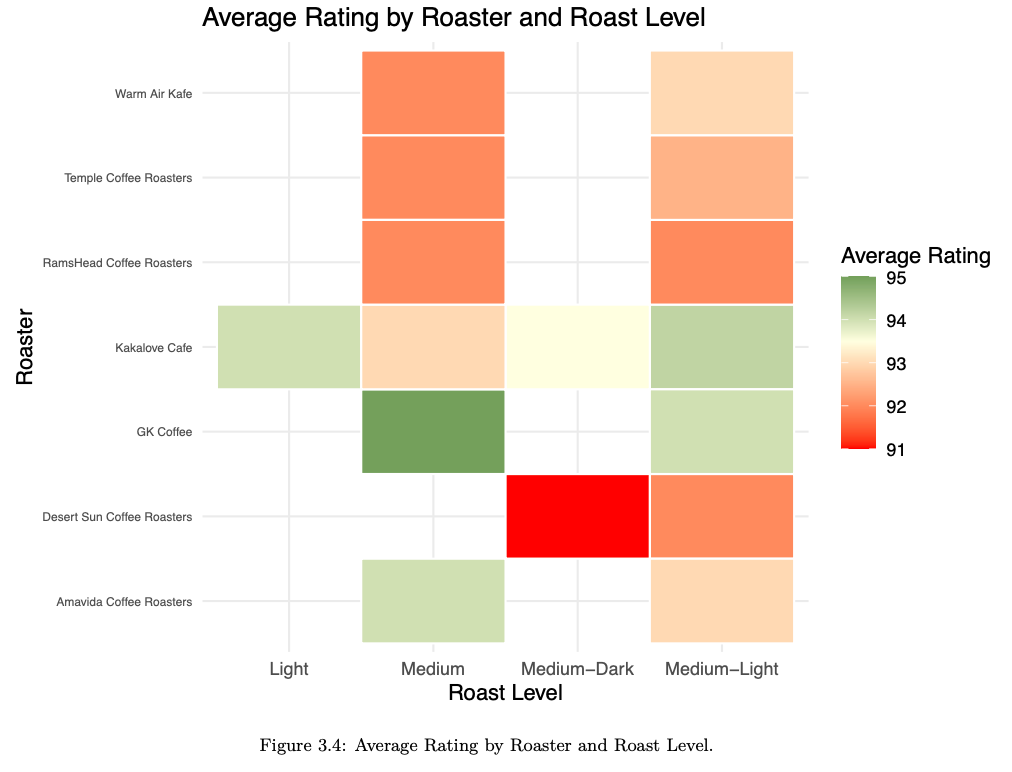 Average Rating by Roaster and Roast Level
Roaster
Warm Air Kafe
Temple Coffee Roasters
RamsHead Coffee Roasters
Kakalove Cafe
GK Coffee
Desert Sun Coffee Roasters
Amavida Coffee Roasters
Light Medium Medium−Dark Medium−Light
Roast Level
Average Rating
95
94
93
92
91
Figure 3.4: Average Rating by Roaster and Roast Level.